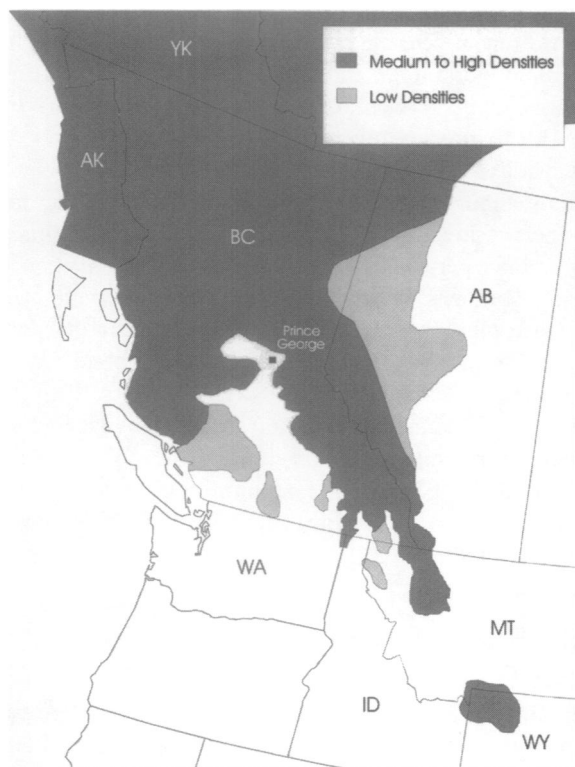 YK
Medium to High Densities
Low Densities
AK
BC
AB
Prince
George
WA
MT
ID
WY